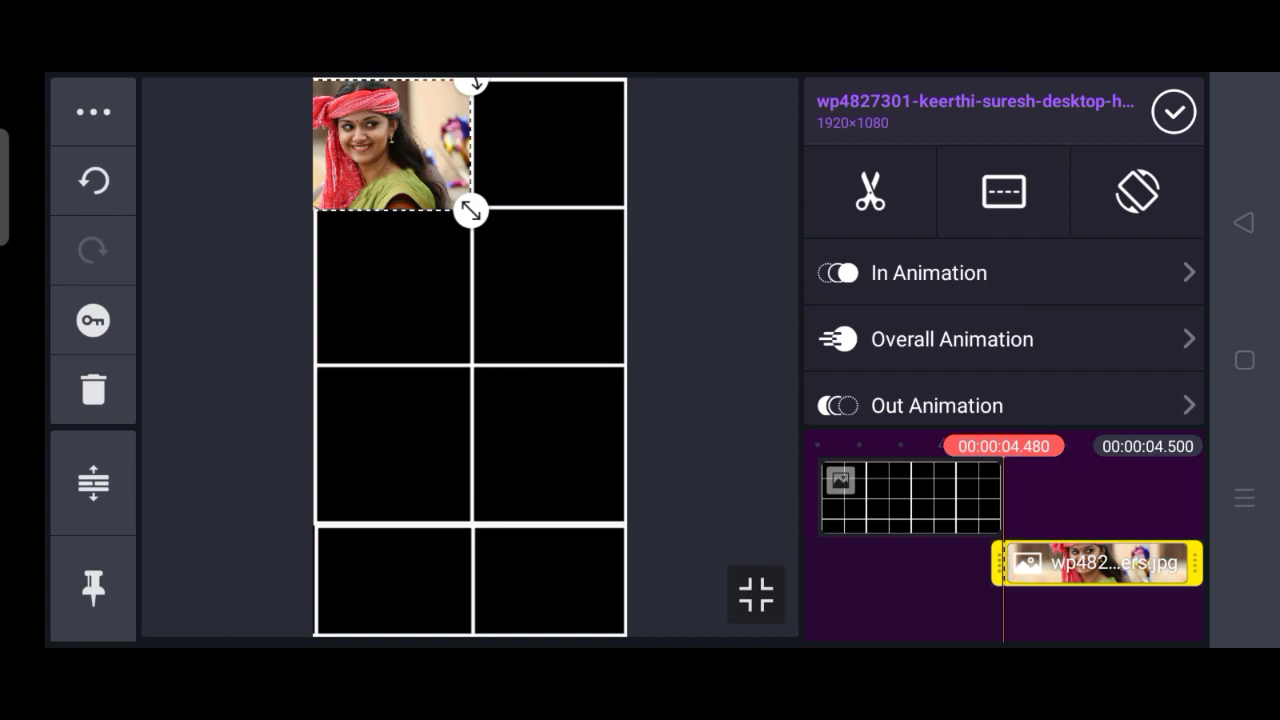 wp4827301-keerthi-suresh-desktop-h...
1920×1080
In Animation
Overall Animation
Out Animation
00:00:04.480
00:00:04.500
wp482...ers.jpg